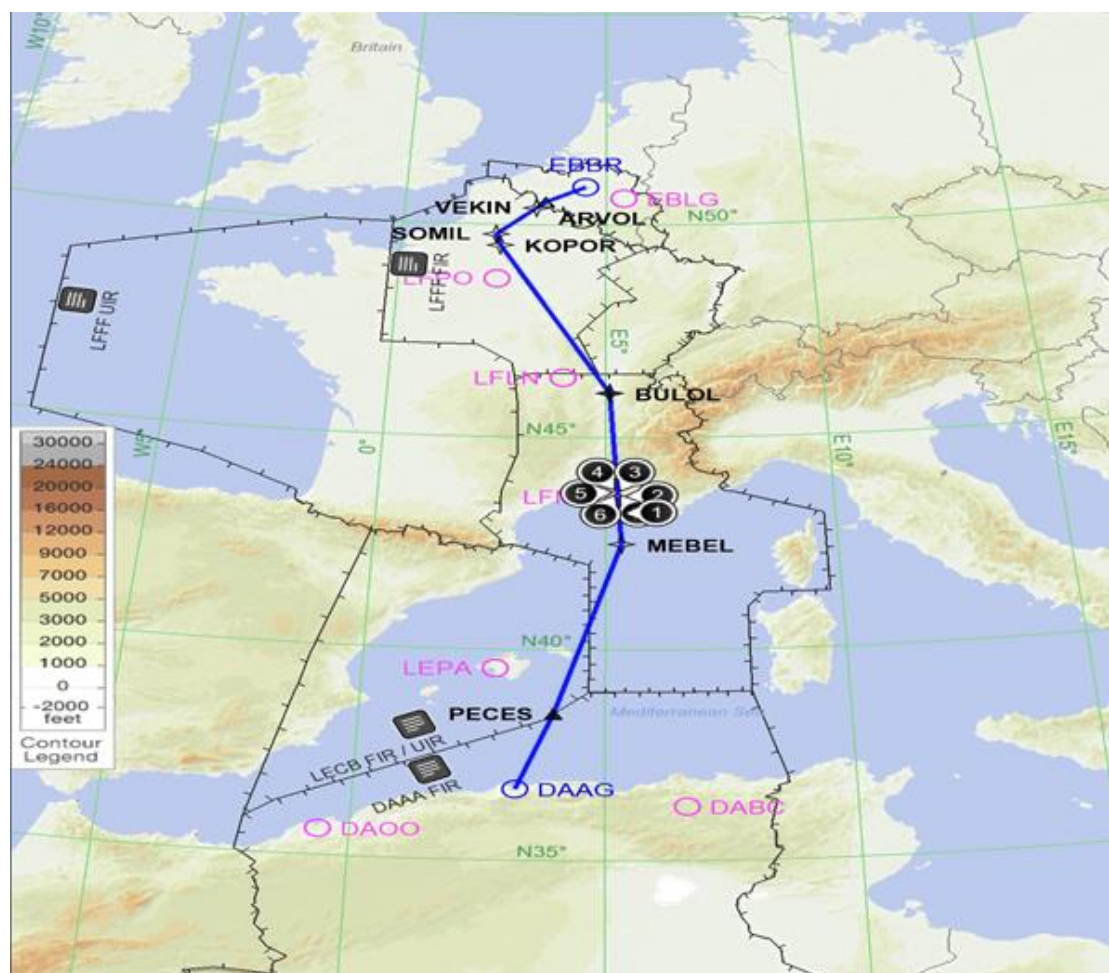 W10°
Britain
EBBR
EBLG
VEKIN
ARVOL
N50°
SOMIL
KOPOR
LFPO
LFFF FIR
LFFF UIR
E5°
LFLN
BULOL
N45°
W5°
0°
E10°
E15°
30000
24000
20000
16000
12000
9000
7000
5000
3000
2000
1000
0
-2000
feet
Contour
Legend
4
3
5
2
6
1
MEBEL
N40°
LEPA
PECES
Mediterranean Sea
LECB FIR / UIR
DAAA FIR
DAAG
DABC
DAOO
N35°